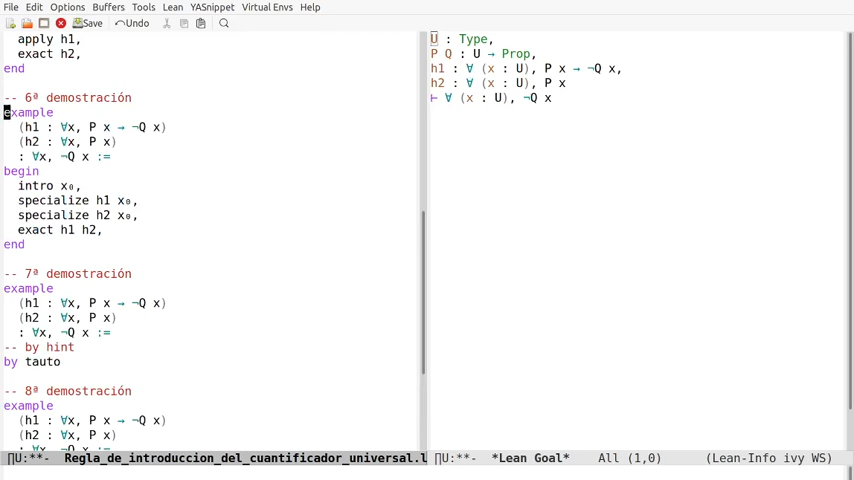 File Edit Options Buffers Tools Lean YASnippet Virtual Envs Help
Save Undo
apply h1,
exact h2,
end
-- 6ª demostración
example
(h1 : ∀x, P x → ¬Q x)
(h2 : ∀x, P x)
: ∀x, ¬Q x :=
begin
intro x₀,
specialize h1 x₀,
specialize h2 x₀,
exact h1 h2,
end
-- 7ª demostración
example
(h1 : ∀x, P x → ¬Q x)
(h2 : ∀x, P x)
: ∀x, ¬Q x :=
-- by hint
by tauto
-- 8ª demostración
example
(h1 : ∀x, P x → ¬Q x)
(h2 : ∀x, P x)
: ∀x, ¬Q x :=
U:**- Regla_de_introduccion_del_cuantificador_universal.l
U : Type,
P Q : U → Prop,
h1 : ∀ (x : U), P x → ¬Q x,
h2 : ∀ (x : U), P x
⊢ ∀ (x : U), ¬Q x
U:**- *Lean Goal* All (1,0) (Lean-Info ivy WS)